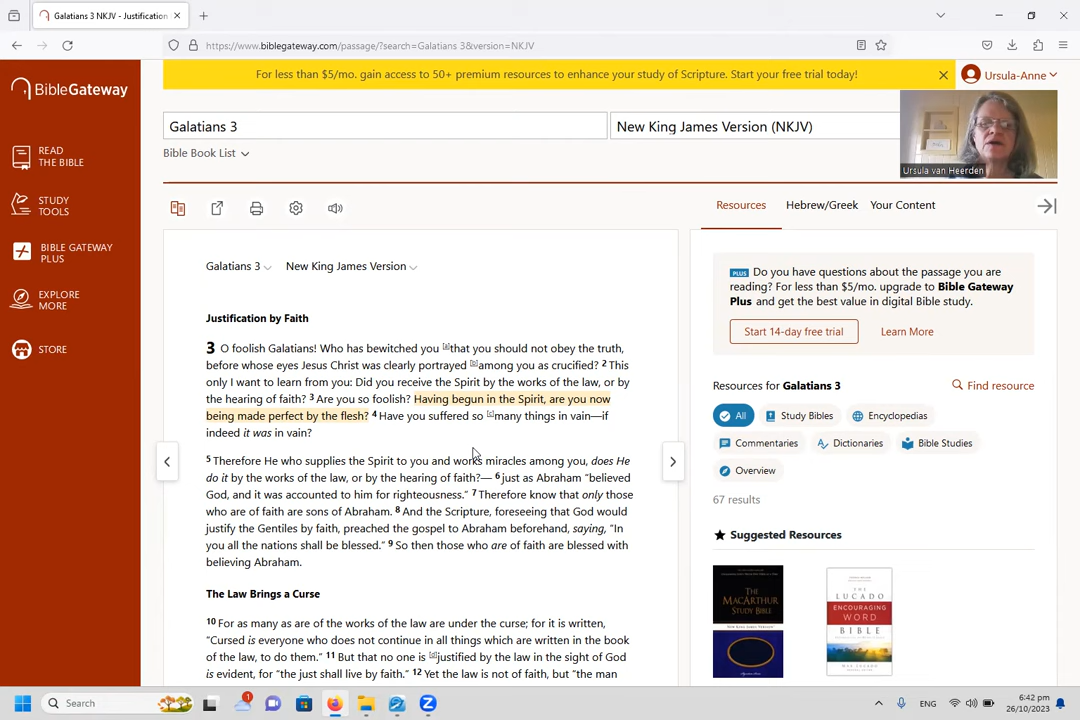 Galatians 3 NKJV - Justification
https://www.biblegateway.com/passage/?search=Galatians 3&version=NKJV
BibleGateway
For less than $5/mo. gain access to 50+ premium resources to enhance your study of Scripture. Start your free trial today!
Ursula-Anne
Galatians 3
New King James Version (NKJV)
Bible Book List
Ursula van Heerden
READ
THE BIBLE
STUDY
TOOLS
BIBLE GATEWAY
PLUS
EXPLORE
MORE
STORE
Resources
Hebrew/Greek
Your Content
Galatians 3
New King James Version
Justification by Faith
3 O foolish Galatians! Who has bewitched you [a]that you should not obey the truth,
before whose eyes Jesus Christ was clearly portrayed [b]among you as crucified? 2 This
only I want to learn from you: Did you receive the Spirit by the works of the law, or by
the hearing of faith? 3 Are you so foolish? Having begun in the Spirit, are you now
being made perfect by the flesh? 4 Have you suffered so [c]many things in vain—if
indeed it was in vain?
5 Therefore He who supplies the Spirit to you and works miracles among you, does He
do it by the works of the law, or by the hearing of faith?— 6 just as Abraham “believed
God, and it was accounted to him for righteousness.” 7 Therefore know that only those
who are of faith are sons of Abraham. 8 And the Scripture, foreseeing that God would
justify the Gentiles by faith, preached the gospel to Abraham beforehand, saying, “In
you all the nations shall be blessed.” 9 So then those who are of faith are blessed with
believing Abraham.
The Law Brings a Curse
10 For as many as are of the works of the law are under the curse; for it is written,
“Cursed is everyone who does not continue in all things which are written in the book
of the law, to do them.” 11 But that no one is [d]justified by the law in the sight of God
is evident, for “the just shall live by faith.” 12 Yet the law is not of faith, but “the man
PLUS Do you have questions about the passage you are
reading? For less than $5/mo. upgrade to Bible Gateway
Plus and get the best value in digital Bible study.
Start 14-day free trial
Learn More
Resources for Galatians 3
Find resource
All
Study Bibles
Encyclopedias
Commentaries
Dictionaries
Bible Studies
Overview
67 results
Suggested Resources
THE
MACARTHUR
STUDY BIBLE
THE
LUCADO
ENCOURAGING
WORD
BIBLE
Search
1
ENG
6:42 pm
26/10/2023